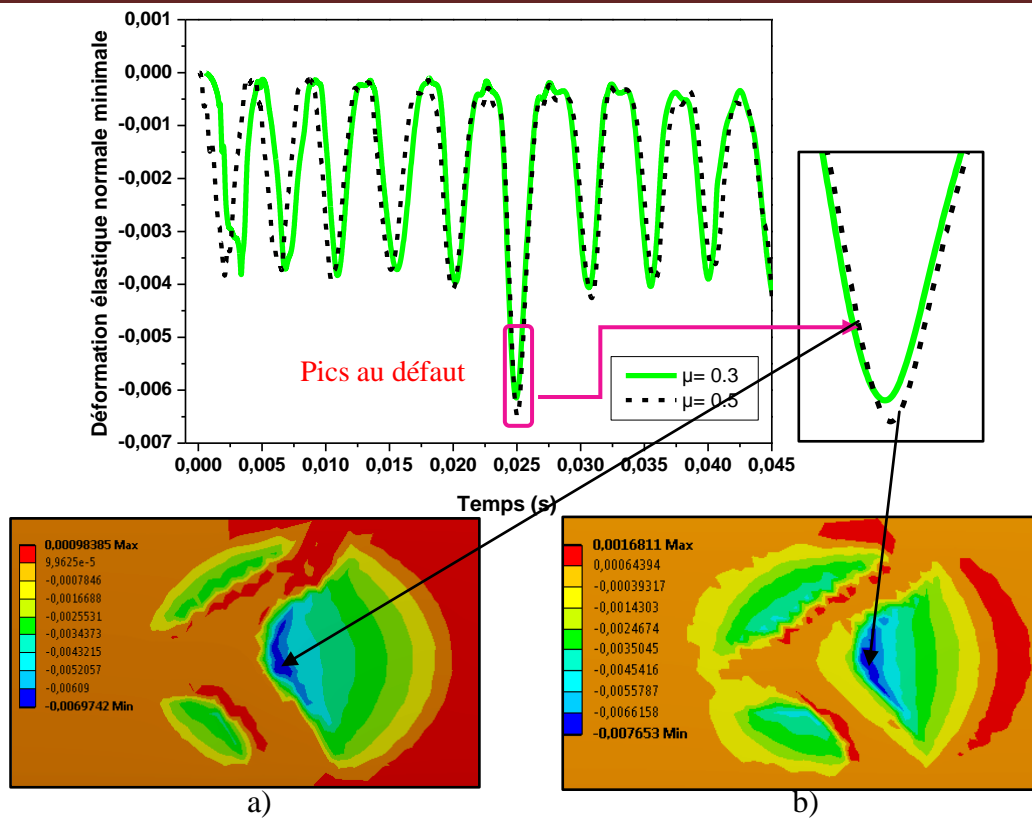 0,001
0,000
-0,001
-0,002
-0,003
-0,004
-0,005
-0,006
-0,007
Déformation élastique normale minimale
Pics au défaut
μ= 0.3
μ= 0.5
0,000 0,005 0,010 0,015 0,020 0,025 0,030 0,035 0,040 0,045
Temps (s)
0,00098385 Max
9,9625e-5
-0,0007846
-0,0016688
-0,0025531
-0,0034373
-0,0043215
-0,0052057
-0,00609
-0,0069742 Min
0,0016811 Max
0,00064394
-0,00039317
-0,0014303
-0,0024674
-0,0035045
-0,0045416
-0,0055787
-0,0066158
-0,007653 Min
a)
b)